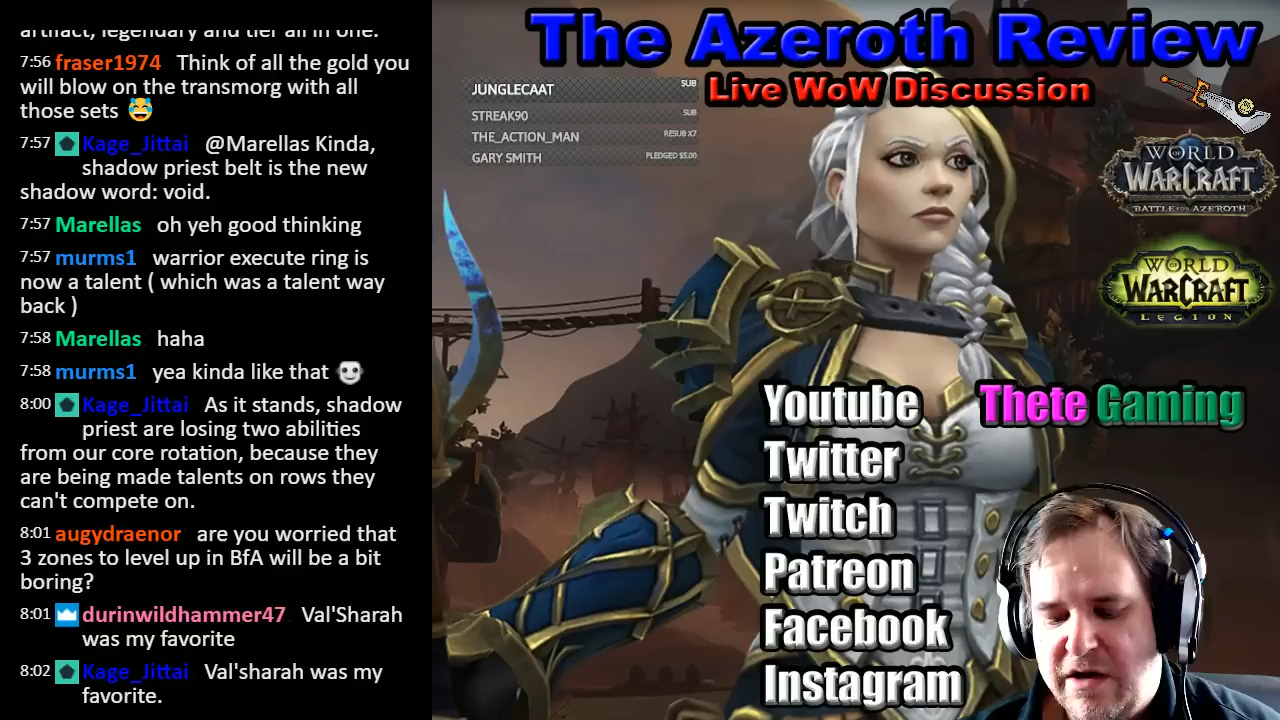 artifact, legendary and tier all in one.
7:56 fraser1974 Think of all the gold you
will blow on the transmorg with all
those sets 😂
7:57 Kage_Jittai @Marellas Kinda,
shadow priest belt is the new
shadow word: void.
7:57 Marellas oh yeh good thinking
7:57 murms1 warrior execute ring is
now a talent ( which was a talent way
back )
7:58 Marellas haha
7:58 murms1 yea kinda like that
8:00 Kage_Jittai As it stands, shadow
priest are losing two abilities
from our core rotation, because they
are being made talents on rows they
can't compete on.
8:01 augydraenor are you worried that
3 zones to level up in BfA will be a bit
boring?
8:01 durinwildhammer47 Val'Sharah
was my favorite
8:02 Kage_Jittai Val'sharah was my
favorite.
The Azeroth Review
Live WoW Discussion
JUNGLECAAT SUB
STREAK90 SUB
THE_ACTION_MAN RESUB X7
GARY SMITH PLEDGED $5.00
WORLD OF WARCRAFT
BATTLE FOR AZEROTH
WORLD OF WARCRAFT
LEGION
Youtube Thete Gaming
Twitter
Twitch
Patreon
Facebook
Instagram